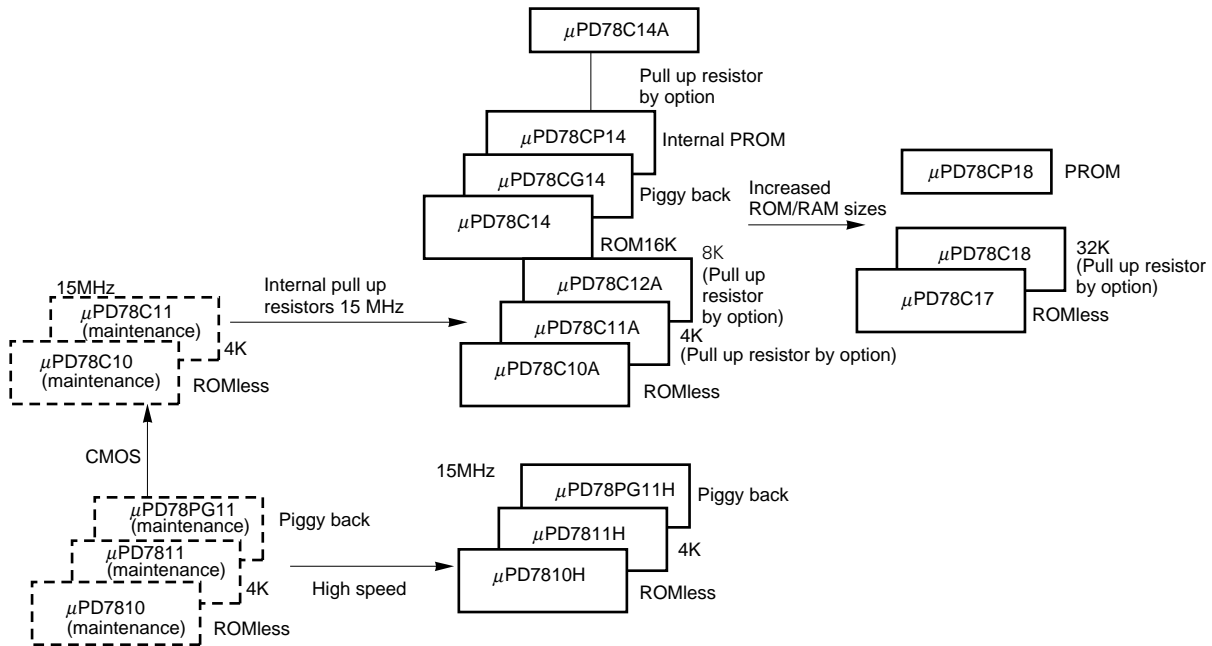 μPD78C14A
Pull up resistor
by option
μPD78CP14
Internal PROM
μPD78CG14
Piggy back
μPD78C14
ROM16K
Increased
ROM/RAM sizes
μPD78CP18
PROM
μPD78C18
32K
(Pull up resistor
by option)
μPD78C17
ROMless
8K
(Pull up
resistor
by option)
μPD78C12A
μPD78C11A
4K
(Pull up resistor by option)
μPD78C10A
ROMless
Internal pull up
resistors 15 MHz
15MHz
μPD78C11
(maintenance)
4K
μPD78C10
(maintenance)
ROMless
CMOS
μPD78PG11
(maintenance)
Piggy back
μPD7811
(maintenance)
4K
μPD7810
(maintenance)
ROMless
High speed
15MHz
μPD78PG11H
Piggy back
μPD7811H
4K
μPD7810H
ROMless